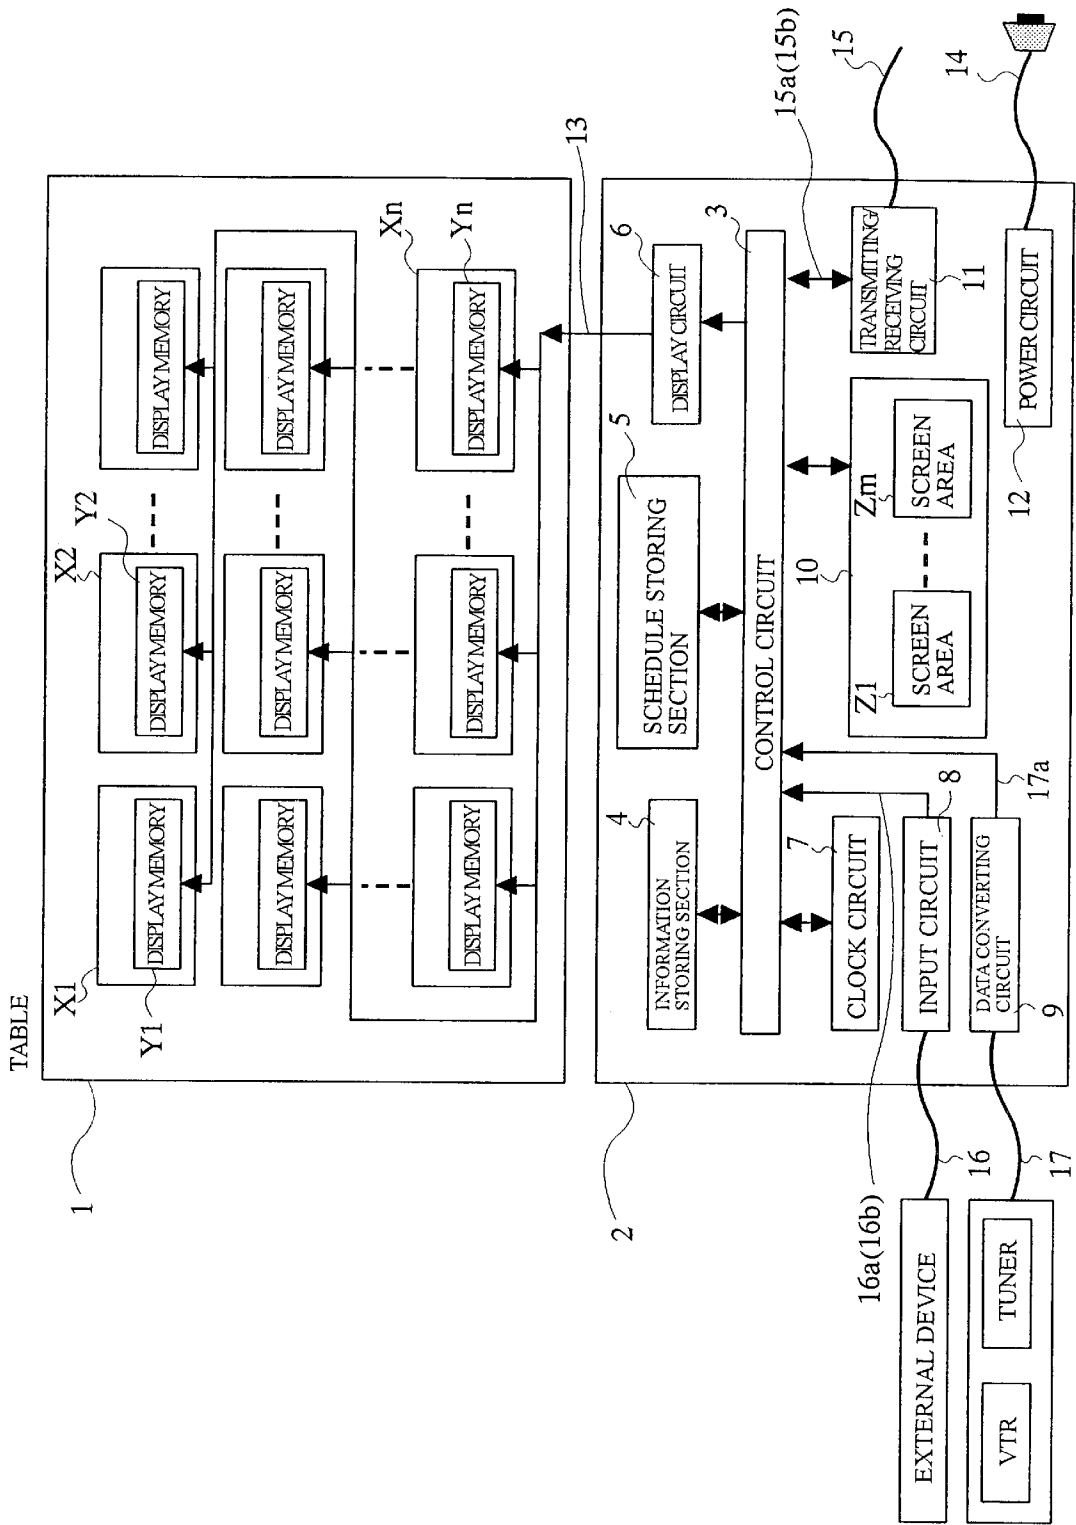 TABLE
1
X1
DISPLAY MEMORY
Y1
X2
DISPLAY MEMORY
Y2
DISPLAY MEMORY
DISPLAY MEMORY
DISPLAY MEMORY
DISPLAY MEMORY
DISPLAY MEMORY
DISPLAY MEMORY
DISPLAY MEMORY
Xn
Yn
13
2
4
INFORMATION
STORING SECTION
5
SCHEDULE STORING
SECTION
6
DISPLAY CIRCUIT
3
CONTROL CIRCUIT
15a(15b)
15
7
CLOCK CIRCUIT
8
INPUT CIRCUIT
DATA CONVERTING
CIRCUIT
9
17a
10
Z1
SCREEN
AREA
Zm
SCREEN
AREA
TRANSMITTING/
RECEIVING
CIRCUIT
11
12
POWER CIRCUIT
14
16a(16b)
16
17
EXTERNAL DEVICE
VTR
TUNER